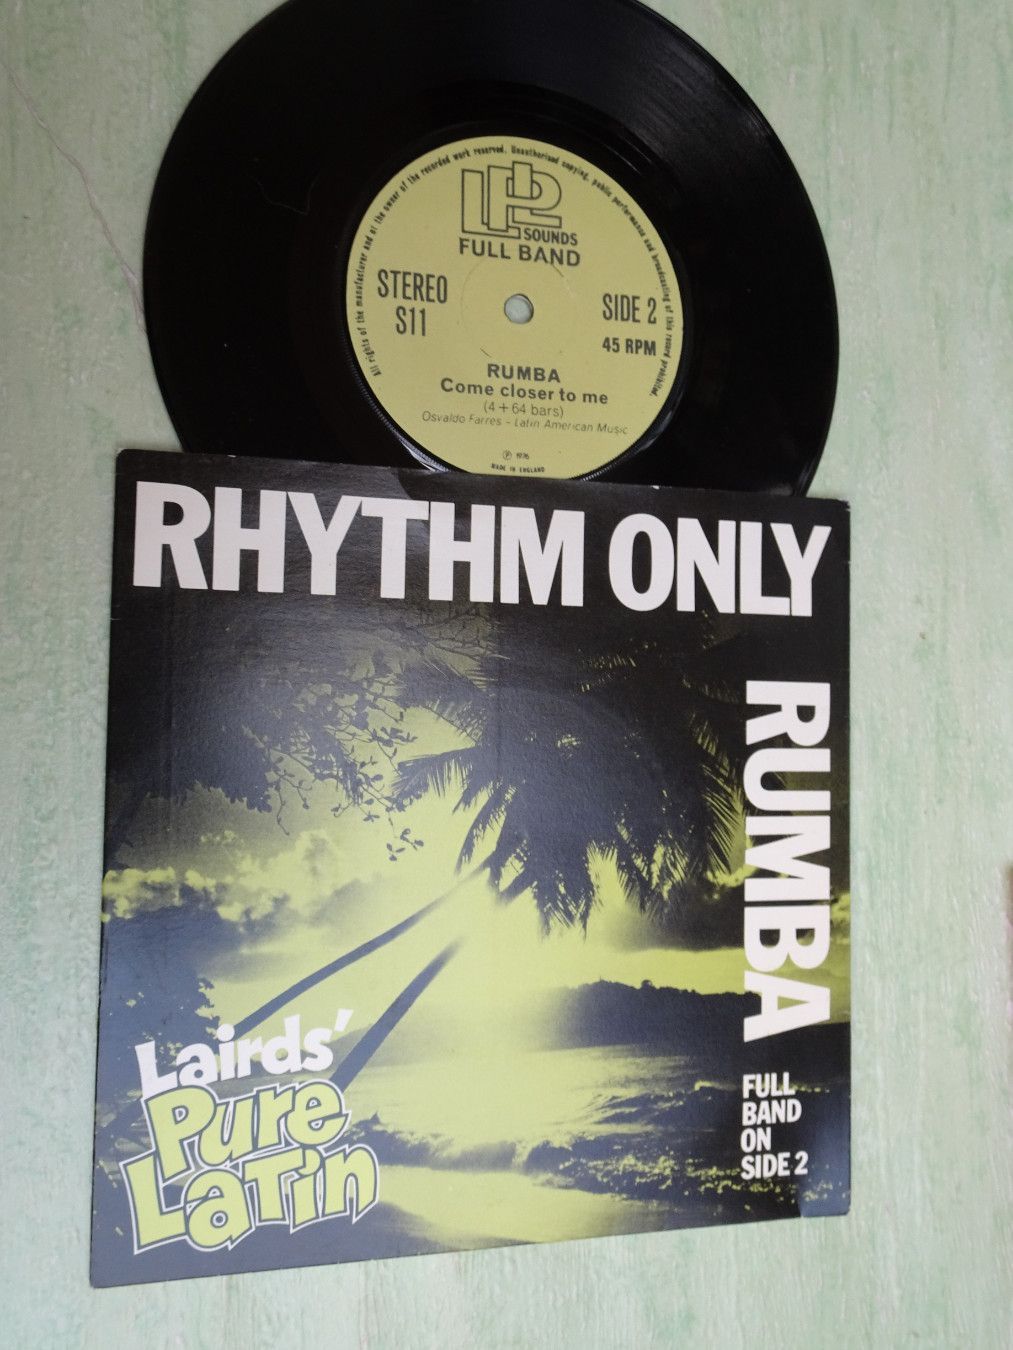 All rights of the manufacturer and of the owner of the recorded work reserved. Unauthorised copying, public performance and broadcasting of this record prohibited.
SOUNDS
FULL BAND
STEREO
S11
SIDE 2
45 RPM
RUMBA
Come closer to me
(4+64 bars)
Osvaldo Farres - Latin American Music
℗ 1976
MADE IN ENGLAND
RHYTHM ONLY
RUMBA
FULL
BAND
ON
SIDE 2
Lairds'
Pure
Latin